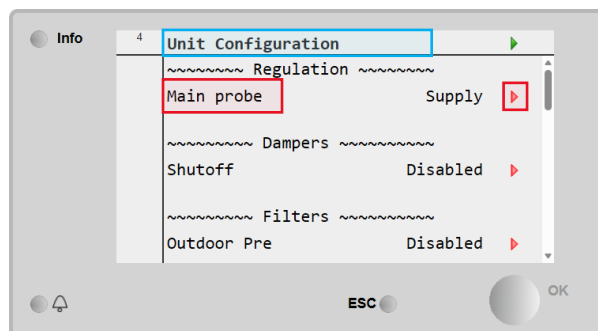 Info
4
Unit Configuration
~~~~~~~~ Regulation ~~~~~~~~
Main probe Supply
~~~~~~~~~ Dampers ~~~~~~~~~~
Shutoff Disabled
~~~~~~~~~ Filters ~~~~~~~~~~
Outdoor Pre Disabled
ESC
OK